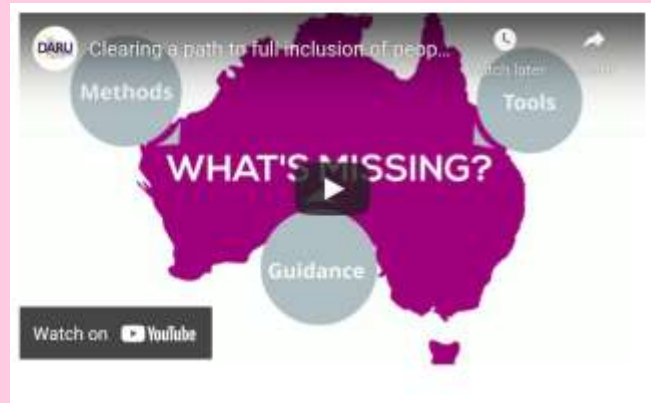 DARU
Clearing a path to full inclusion of peop...
Watch later
Methods
Tools
WHAT'S MISSING?
Guidance
Watch on YouTube